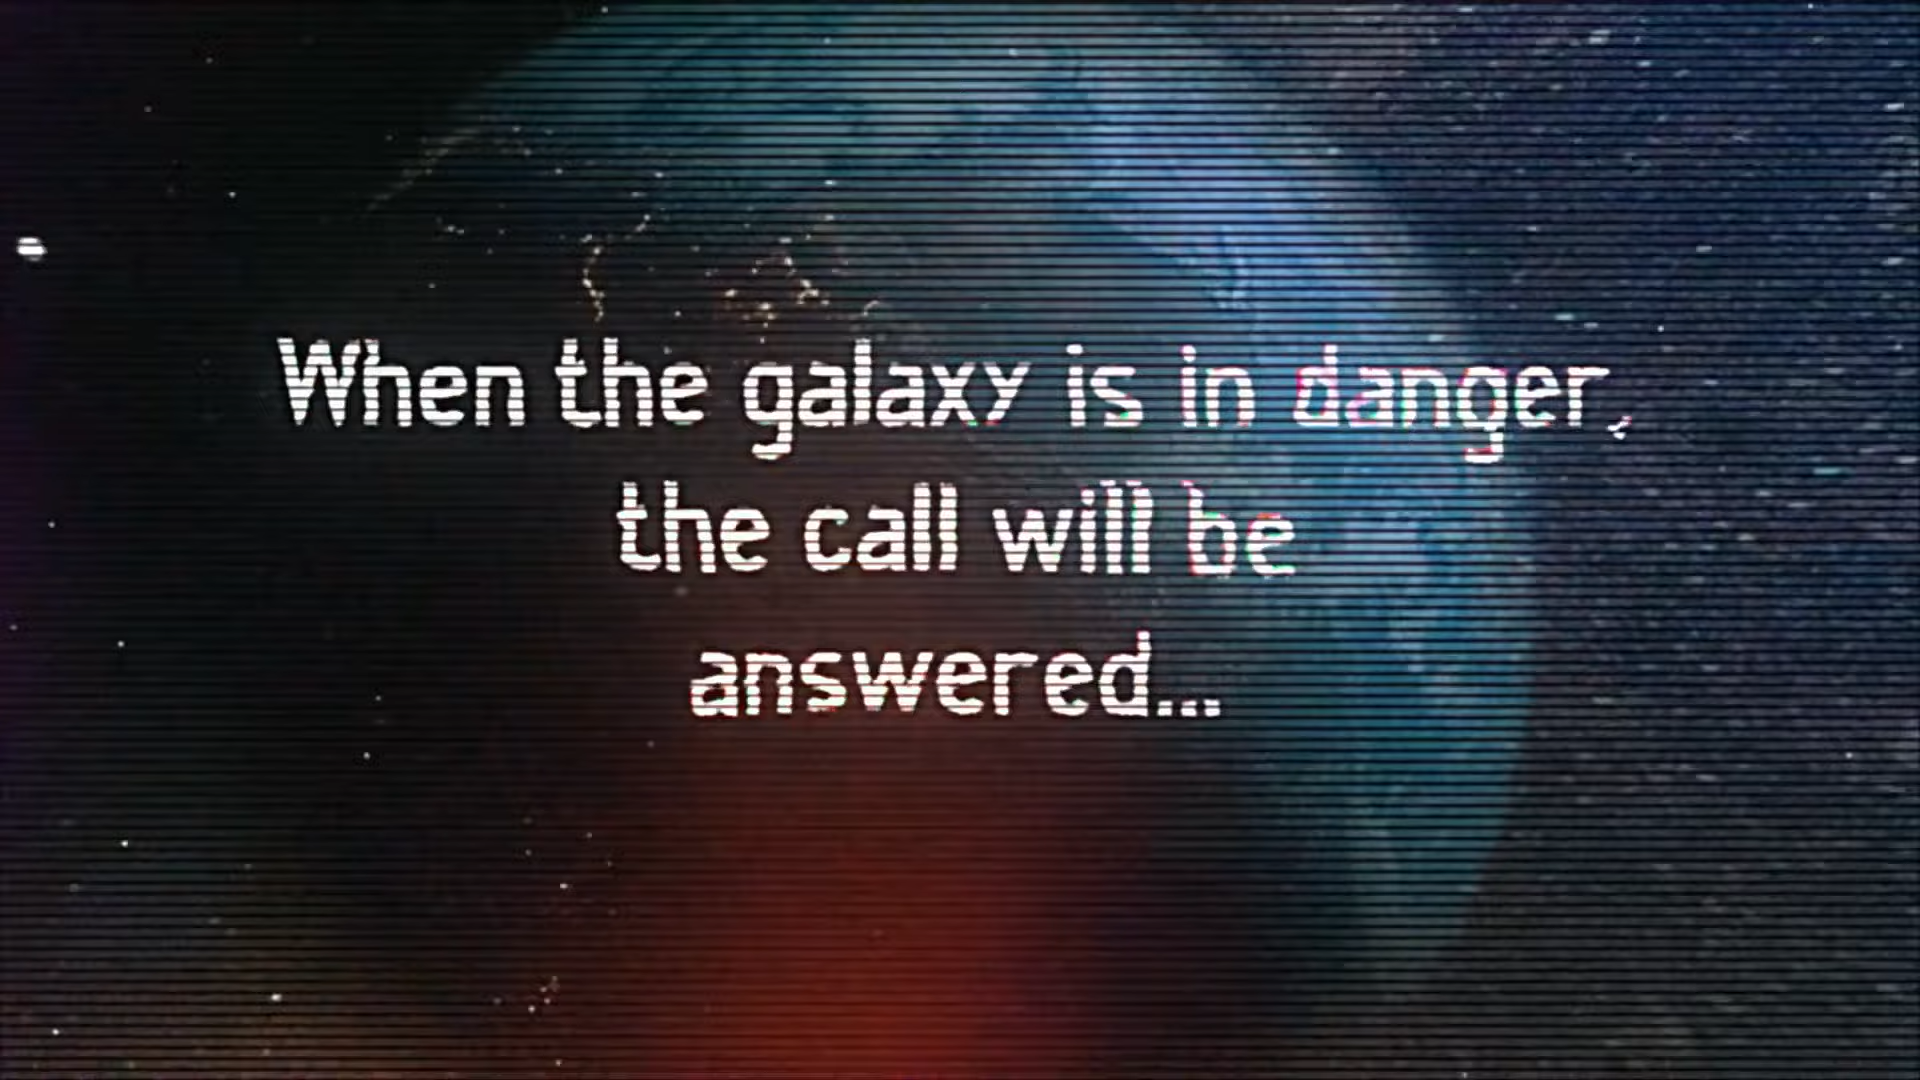 When the galaxy is in danger,
the call will be
answered...